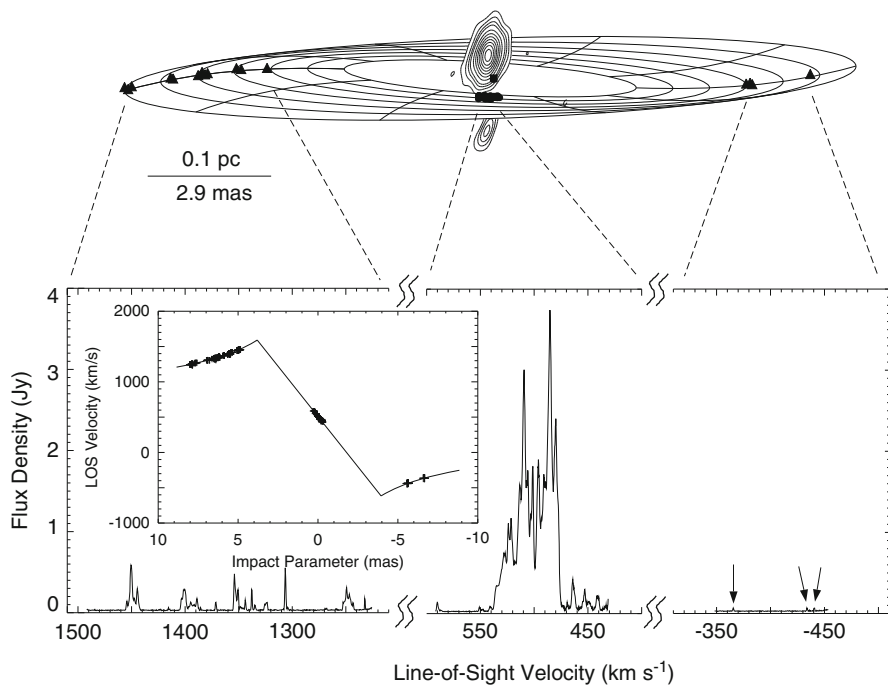 0.1 pc
2.9 mas
4
3
2
1
0
Flux Density (Jy)
2000
1000
0
-1000
LOS Velocity (km/s)
10 5 0 -5 -10
Impact Parameter (mas)
1500 1400 1300 550 450 -350 -450
Line-of-Sight Velocity (km s-1)